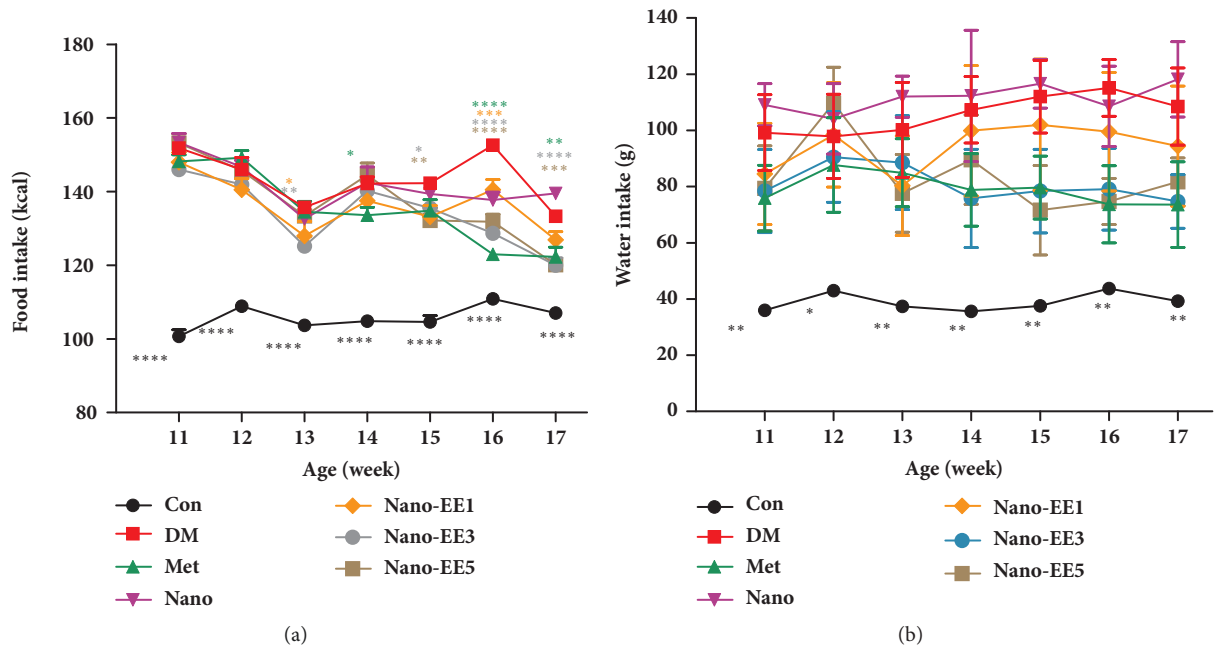 180
160
140
120
100
80
Food intake (kcal)
****
****
****
****
****
****
****
*
**
*
*
**
****
***
****
****
**
****
***
11 12 13 14 15 16 17
Age (week)
Con
DM
Met
Nano
Nano-EE1
Nano-EE3
Nano-EE5
(a)
140
120
100
80
60
40
20
0
Water intake (g)
**
*
**
**
**
**
**
11 12 13 14 15 16 17
Age (week)
Con
DM
Met
Nano
Nano-EE1
Nano-EE3
Nano-EE5
(b)